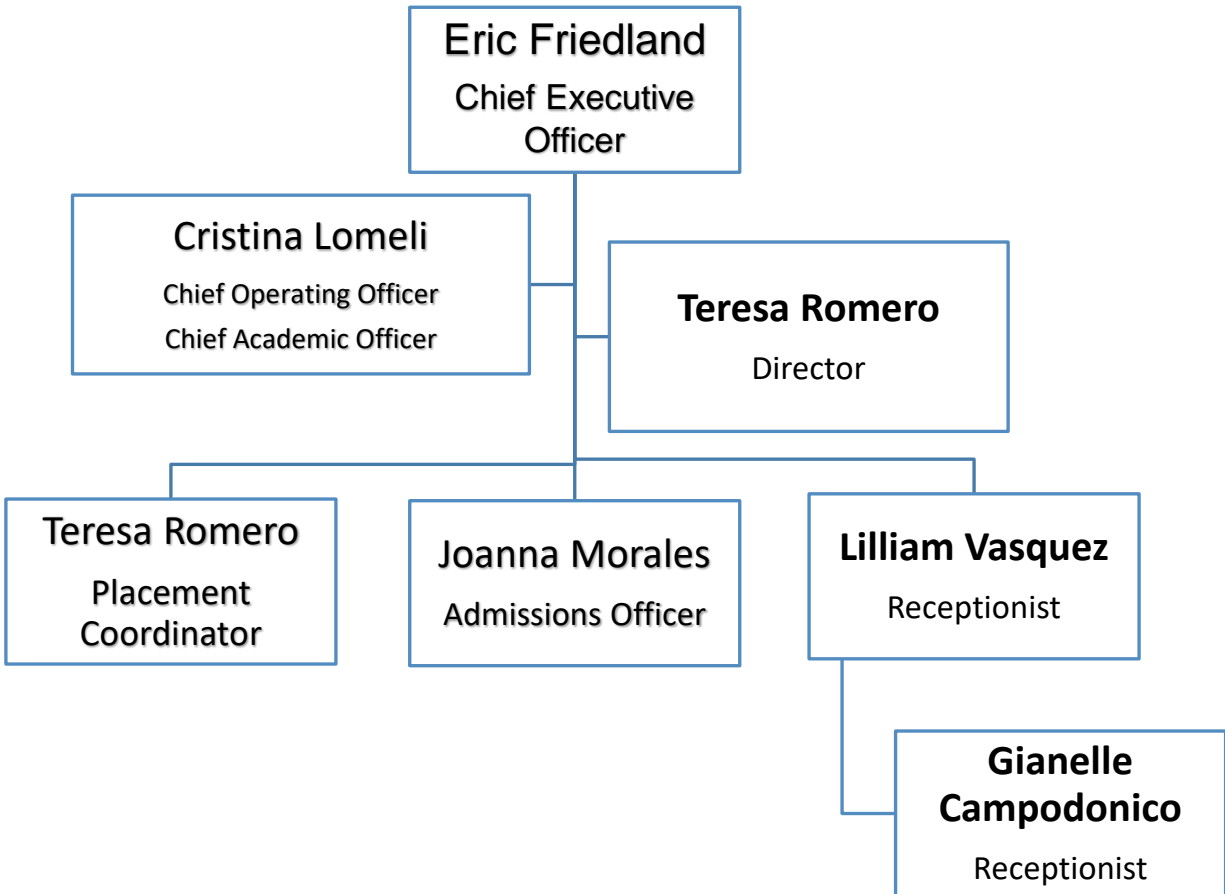 Eric Friedland
Chief Executive
Officer
Cristina Lomeli
Chief Operating Officer
Chief Academic Officer
Teresa Romero
Director
Teresa Romero
Placement
Coordinator
Joanna Morales
Admissions Officer
Lilliam Vasquez
Receptionist
Gianelle
Campodonico
Receptionist